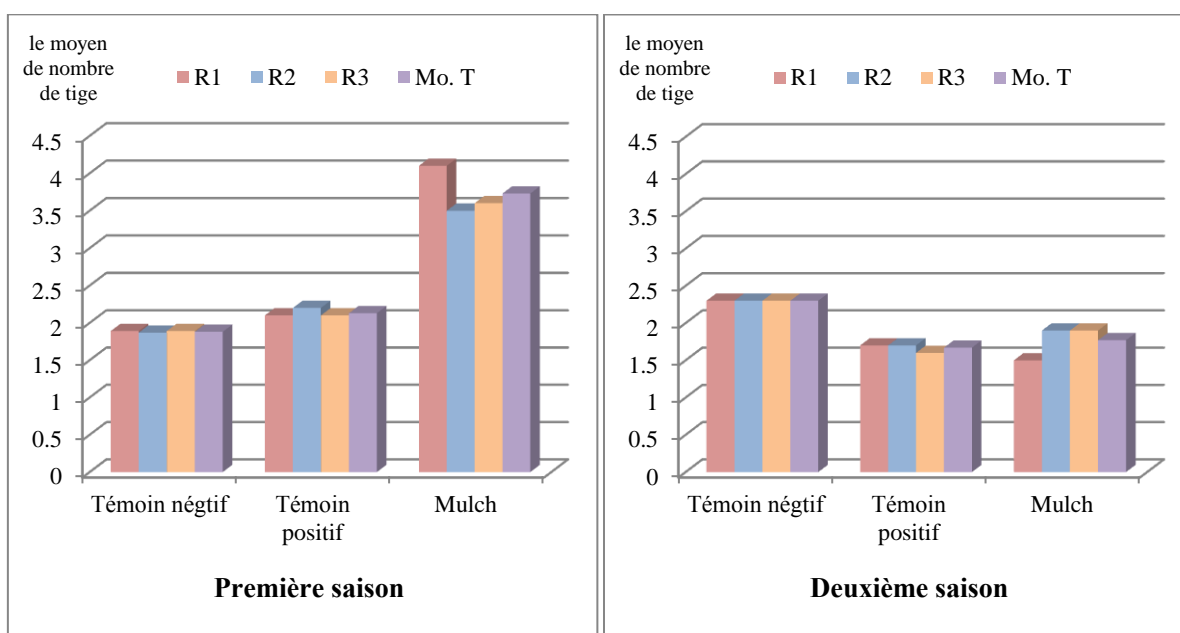 le moyen
de nombre
de tige
R1 R2 R3 Mo. T
4.5
4
3.5
3
2.5
2
1.5
1
0.5
0
Témoin négtif Témoin Mulch
positif
Première saison
le moyen
de nombre
de tige
R1 R2 R3 Mo. T
4.5
4
3.5
3
2.5
2
1.5
1
0.5
0
Témoin négtif Témoin Mulch
positif
Deuxième saison